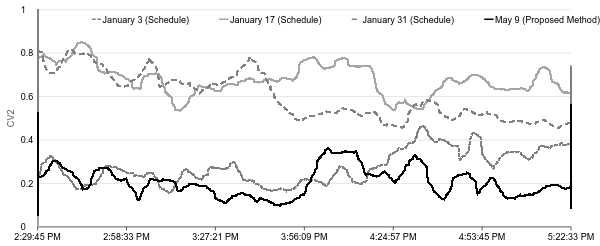 1
January 3 (Schedule) January 17 (Schedule) January 31 (Schedule) May 9 (Proposed Method)
0.8
0.6
CV2
0.4
0.2
0
2:29:45 PM 2:58:33 PM 3:27:21 PM 3:56:09 PM 4:24:57 PM 4:53:45 PM 5:22:33 PM